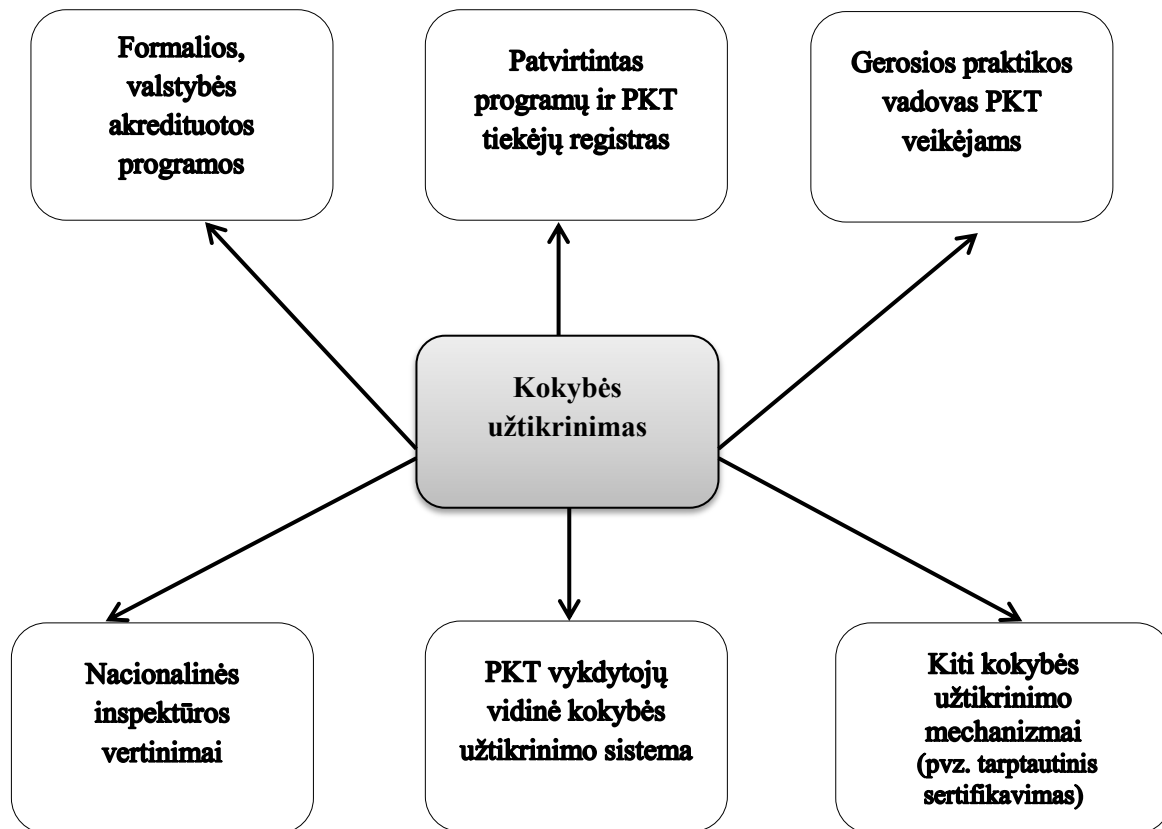 Formalios,
valstybės
akredituotos
programos
Patvirtintas
programų ir PKT
tiekėjų registras
Gerosios praktikos
vadovas PKT
veikėjams
Kokybės
užtikrinimas
Nacionalinės
inspektūros
vertinimai
PKT vykdytojų
vidinė kokybės
užtikrinimo sistema
Kiti kokybės
užtikrinimo
mechanizmai
(pvz. tarptautinis
sertifikavimas)